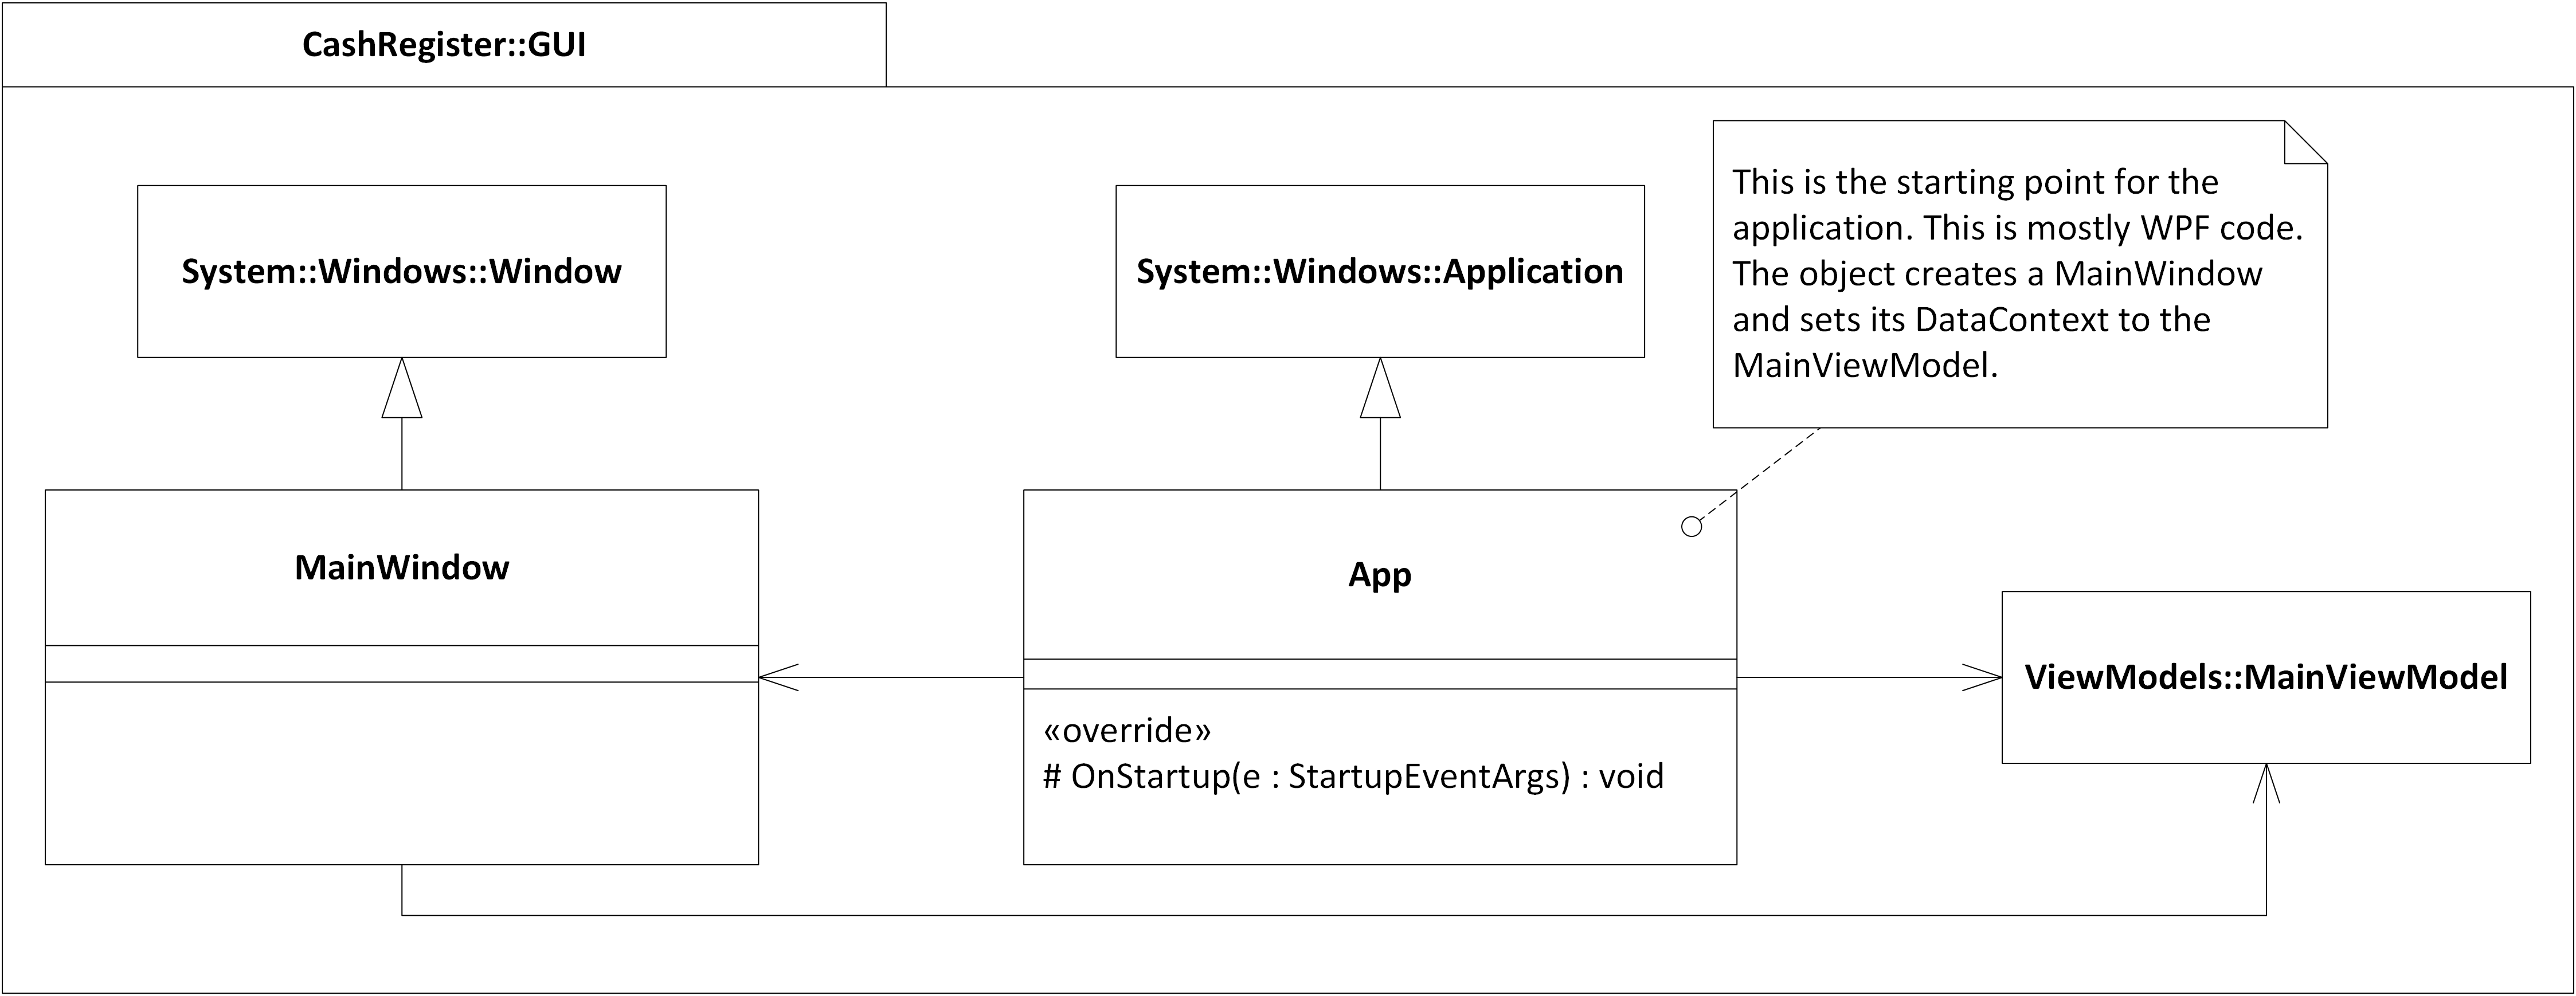 CashRegister::GUI
System::Windows::Window
System::Windows::Application
This is the starting point for the
application. This is mostly WPF code.
The object creates a MainWindow
and sets its DataContext to the
MainViewModel.
MainWindow
App
«override»
# OnStartup(e : StartupEventArgs) : void
ViewModels::MainViewModel